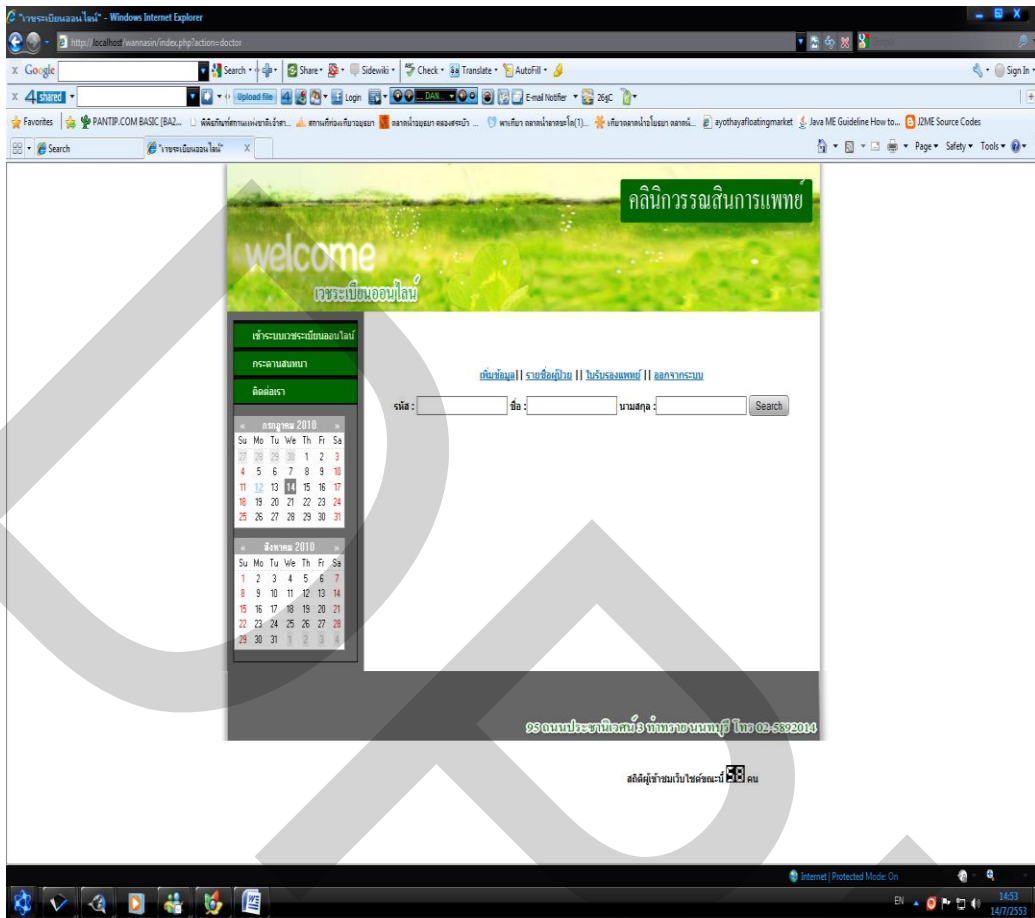 "เวชระเบียนออนไลน์" - Windows Internet Explorer
http://localhost/wannasin/index.php?action=doctor
x Google Search Share Sidewiki Check Translate AutoFill Sign In
x 4shared Upload file Login DAN... E-mail Notifier 26°C
Favorites PANTIP.COM BASIC [BA2... ayothayafloatingmarket Java ME Guideline How to... J2ME Source Codes
Search "เวชระเบียนออนไลน์" X Page Safety Tools
คลินิกวรรณสินการแพทย์
welcome
เวชระเบียนออนไลน์
เข้าระบบเวชระเบียนออนไลน์
กระดานสนทนา
ติดต่อเรา
เพิ่มข้อมูล || รายชื่อผู้ป่วย || ใบรับรองแพทย์ || ออกจากระบบ
รหัส : ชื่อ : นามสกุล : Search
« กรกฎาคม 2010 »
Su Mo Tu We Th Fr Sa
27 28 29 30 1 2 3
4 5 6 7 8 9 10
11 12 13 14 15 16 17
18 19 20 21 22 23 24
25 26 27 28 29 30 31
« สิงหาคม 2010 »
Su Mo Tu We Th Fr Sa
1 2 3 4 5 6 7
8 9 10 11 12 13 14
15 16 17 18 19 20 21
22 23 24 25 26 27 28
29 30 31 1 2 3 4
95 ถนนประชานิเวศน์ 3 ท่าทราย นนทบุรี โทร 02-5892014
สถิติผู้เข้าชมเว็บไซต์ขณะนี้ 58 คน
Internet | Protected Mode: On
EN 14:53
14/7/2553